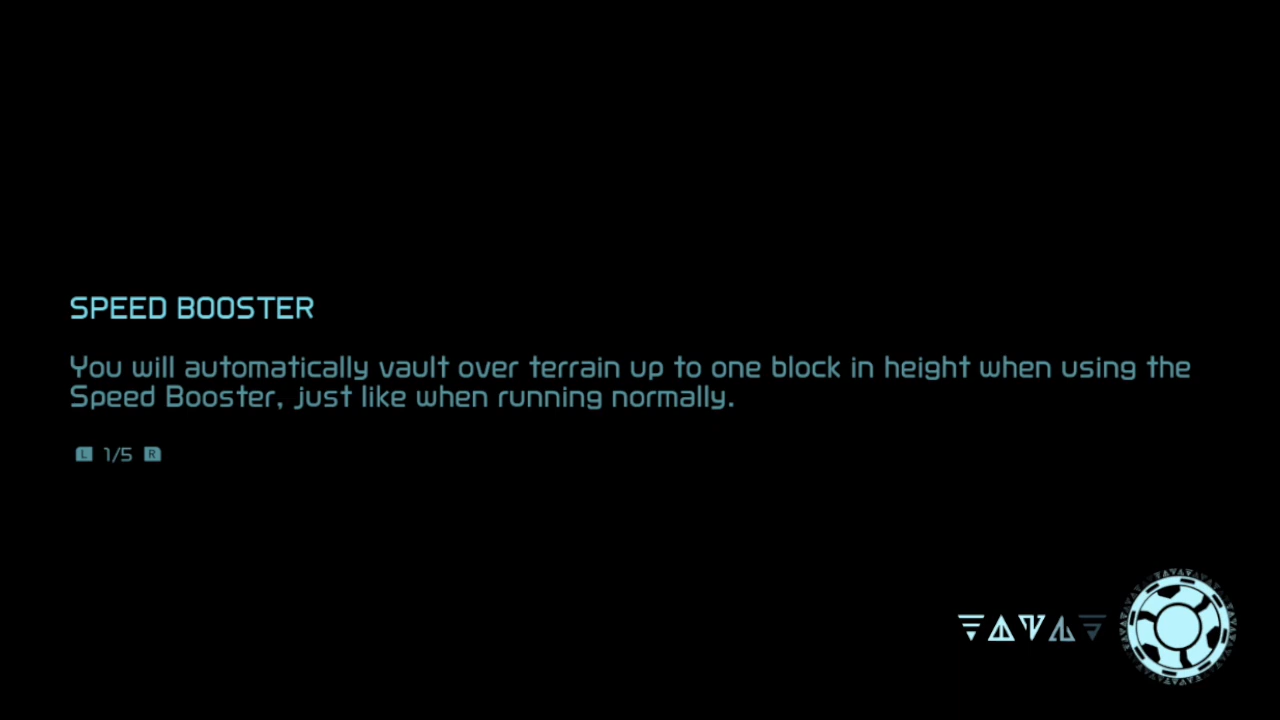 SPEED BOOSTER
You will automatically vault over terrain up to one block in height when using the
Speed Booster, just like when running normally.
L 1/5 R